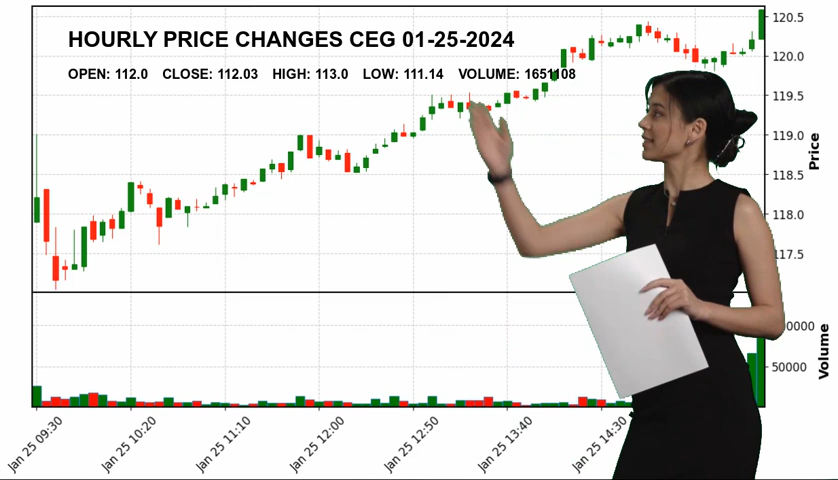 HOURLY PRICE CHANGES CEG 01-25-2024
OPEN: 112.0 CLOSE: 112.03 HIGH: 113.0 LOW: 111.14 VOLUME: 1651108
120.5
120.0
119.5
119.0
118.5
118.0
117.5
Price
50000
Volume
Jan 25 09:30
Jan 25 10:20
Jan 25 11:10
Jan 25 12:00
Jan 25 12:50
Jan 25 13:40
Jan 25 14:30